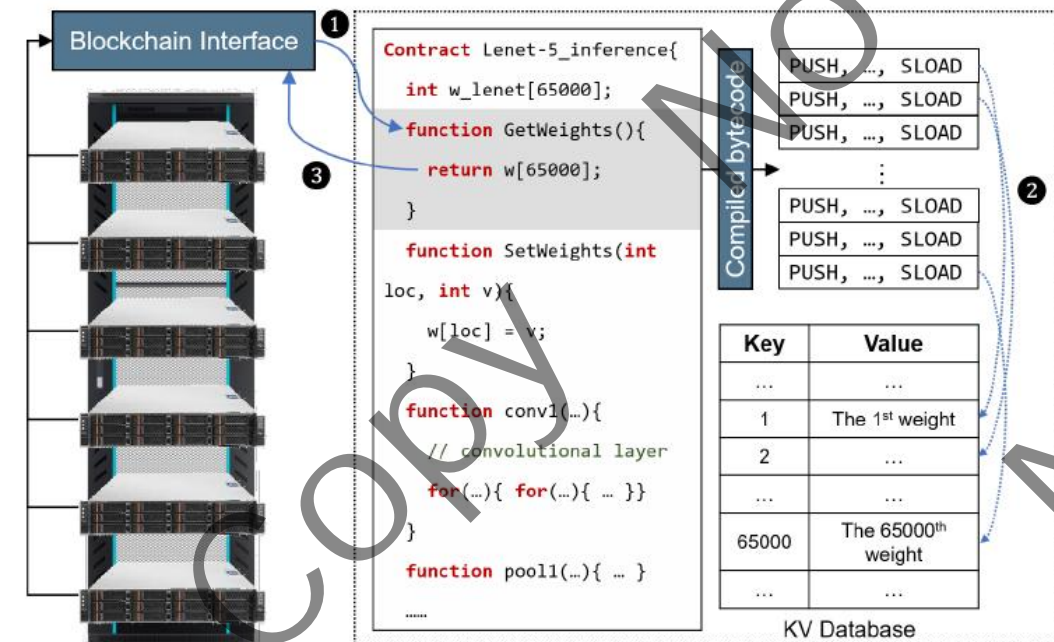 Blockchain Interface
❶
❸
Contract Lenet-5_inference{
int w_lenet[65000];
function GetWeights(){
return w[65000];
}
function SetWeights(int
loc, int v){
w[loc] = v;
}
function conv1(…){
// convolutional layer
for(…){ for(…){ … }}
}
function pool1(…){ … }
……
Compiled bytecode
PUSH, …, SLOAD
PUSH, …, SLOAD
PUSH, …, SLOAD
⋮
PUSH, …, SLOAD
PUSH, …, SLOAD
PUSH, …, SLOAD
❷
Key Value
… …
1 The 1st weight
2 …
… …
65000 The 65000th
weight
… …
KV Database
Copy
No